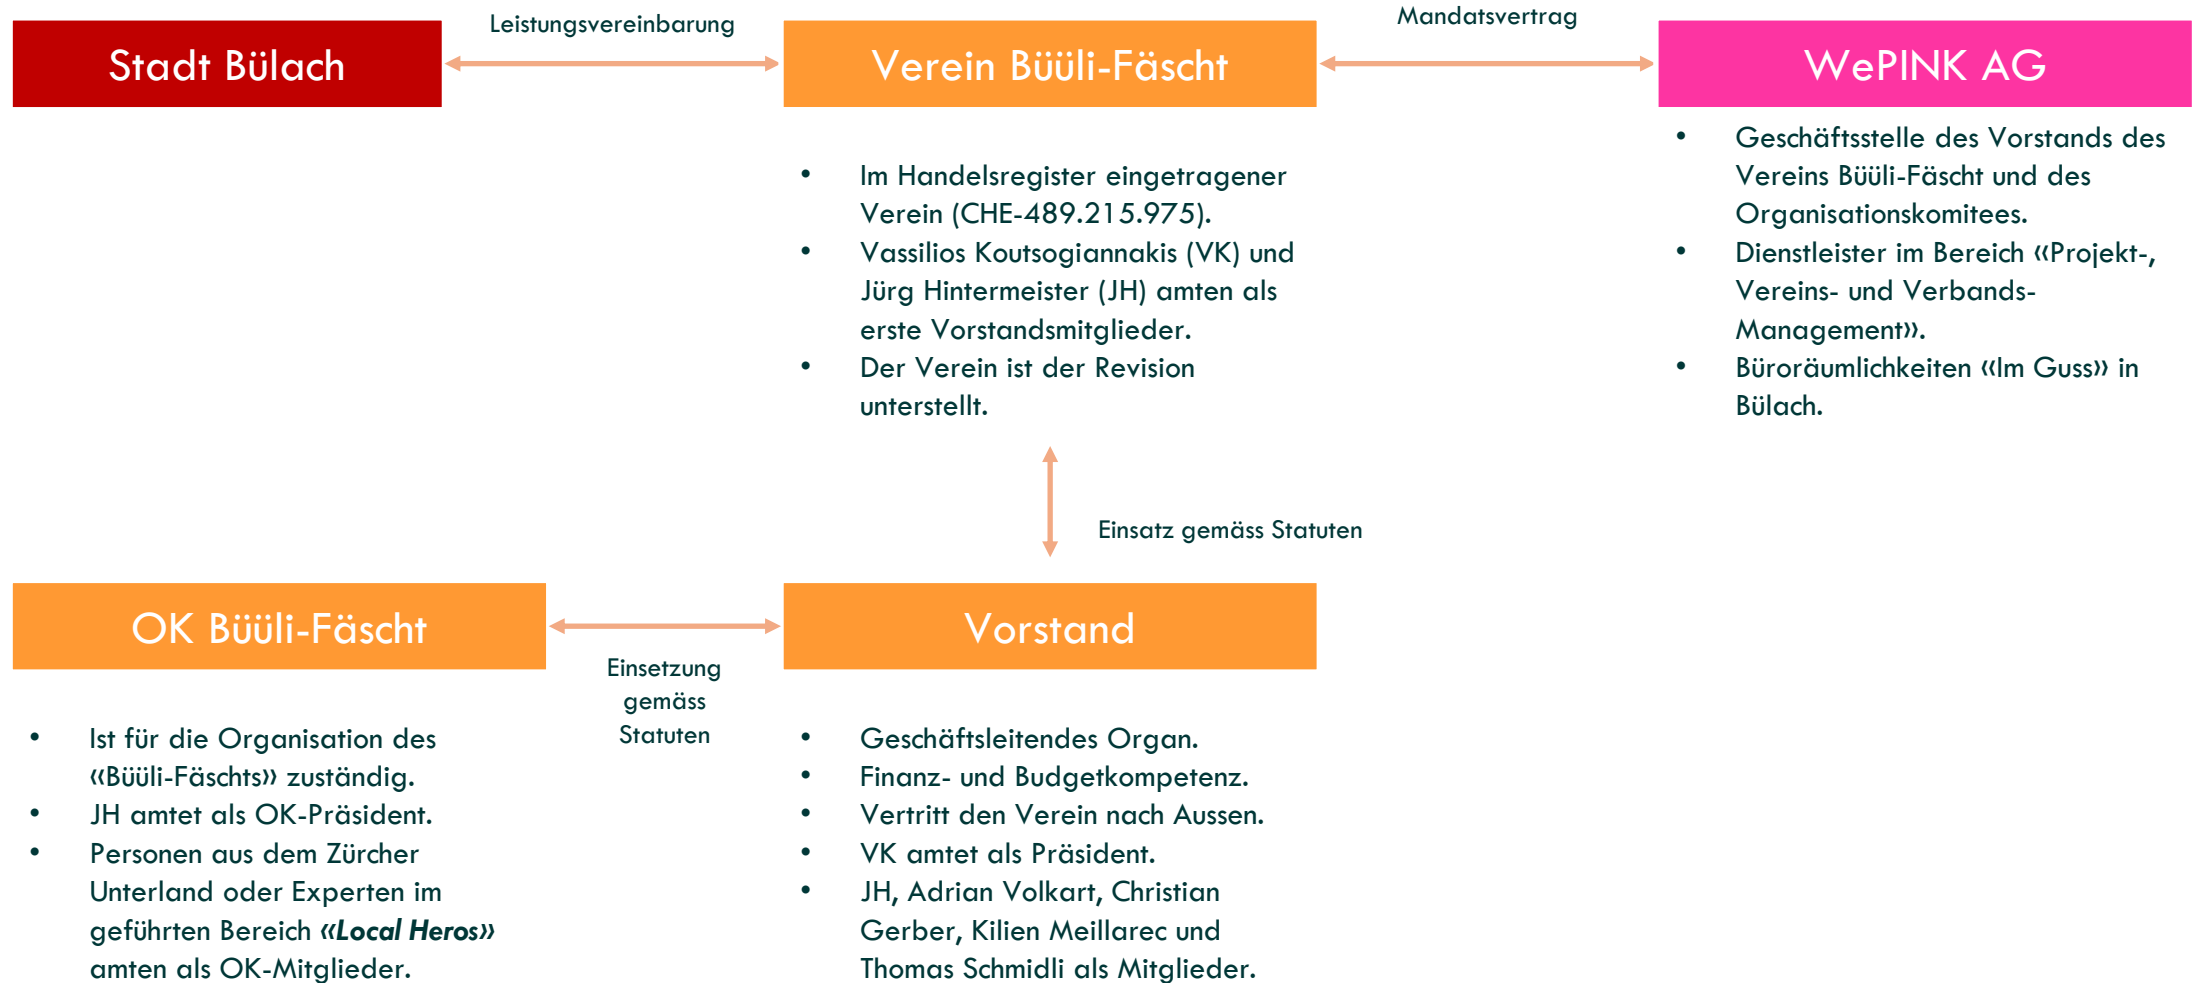 Stadt Bülach
Leistungsvereinbarung
Verein Büüli-Fäscht
Mandatsvertrag
WePINK AG
• Im Handelsregister eingetragener
Verein (CHE-489.215.975).
• Vassilios Koutsogiannakis (VK) und
Jürg Hintermeister (JH) amten als
erste Vorstandsmitglieder.
• Der Verein ist der Revision
unterstellt.
• Geschäftsstelle des Vorstands des
Vereins Büüli-Fäscht und des
Organisationskomitees.
• Dienstleister im Bereich «Projekt-,
Vereins- und Verbands-
Management».
• Büroräumlichkeiten «Im Guss» in
Bülach.
Einsatz gemäss Statuten
OK Büüli-Fäscht
Einsetzung
gemäss
Statuten
Vorstand
• Ist für die Organisation des
«Büüli-Fäschts» zuständig.
• JH amtet als OK-Präsident.
• Personen aus dem Zürcher
Unterland oder Experten im
geführten Bereich «Local Heros»
amten als OK-Mitglieder.
• Geschäftsleitendes Organ.
• Finanz- und Budgetkompetenz.
• Vertritt den Verein nach Aussen.
• VK amtet als Präsident.
• JH, Adrian Volkart, Christian
Gerber, Kilien Meillarec und
Thomas Schmidli als Mitglieder.